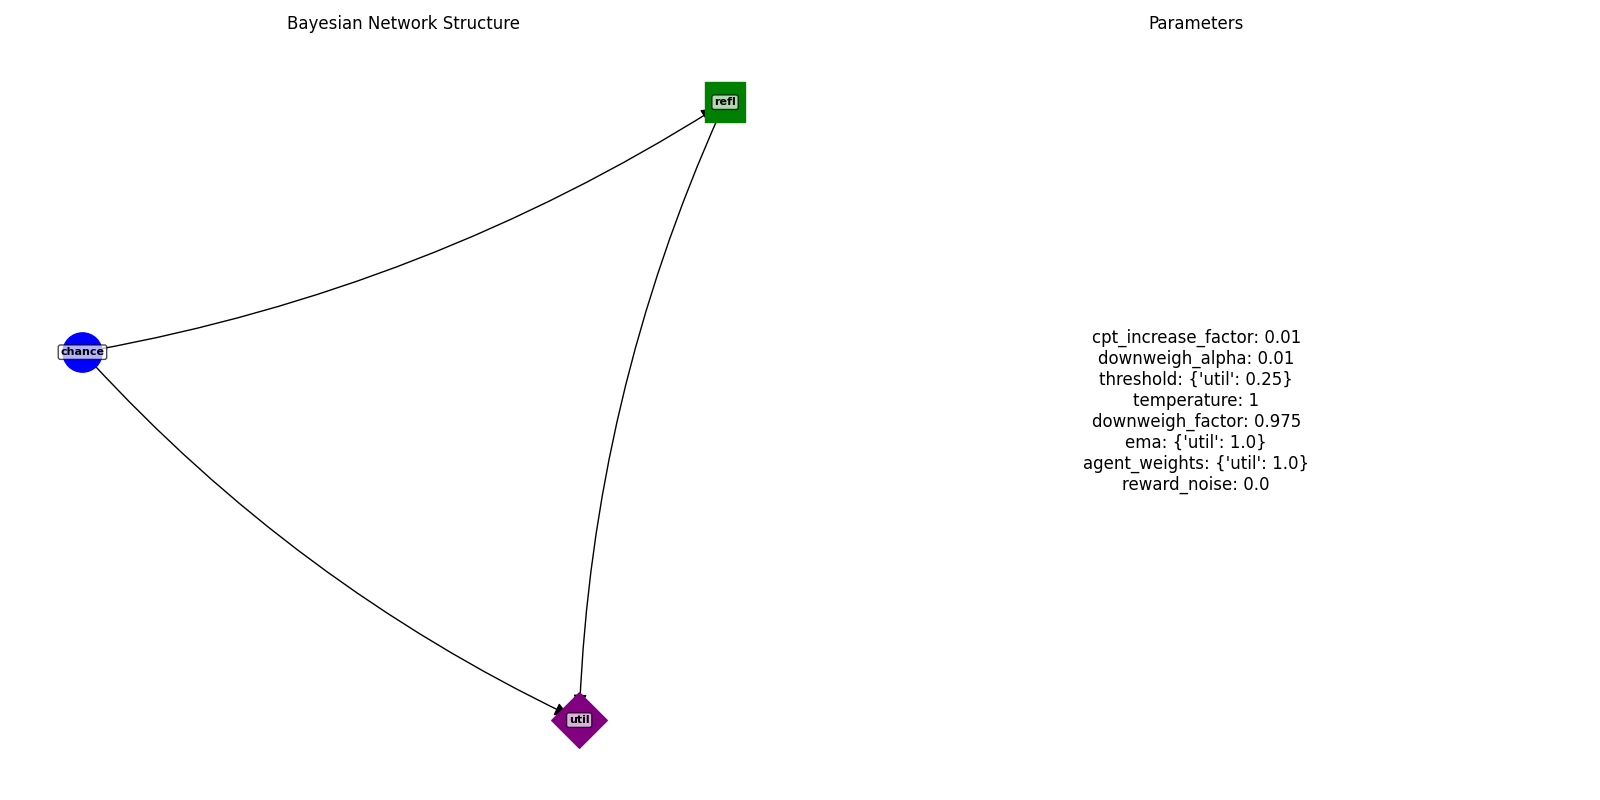 Bayesian Network Structure
Parameters
refl
chance
util
cpt_increase_factor: 0.01
downweigh_alpha: 0.01
threshold: {'util': 0.25}
temperature: 1
downweigh_factor: 0.975
ema: {'util': 1.0}
agent_weights: {'util': 1.0}
reward_noise: 0.0